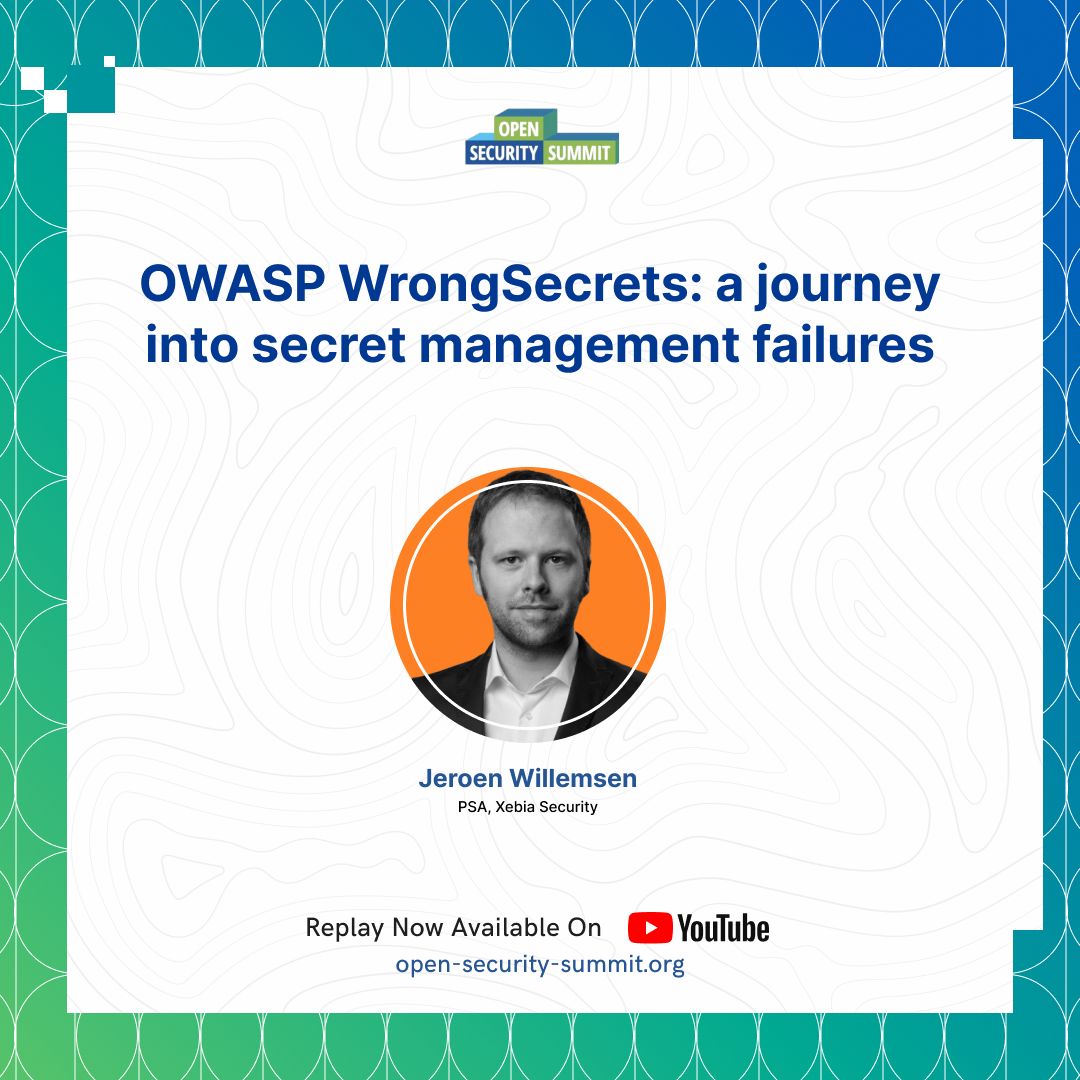 OPEN
SECURITY SUMMIT
OWASP WrongSecrets: a journey
into secret management failures
Jeroen Willemsen
PSA, Xebia Security
Replay Now Available On YouTube
open-security-summit.org